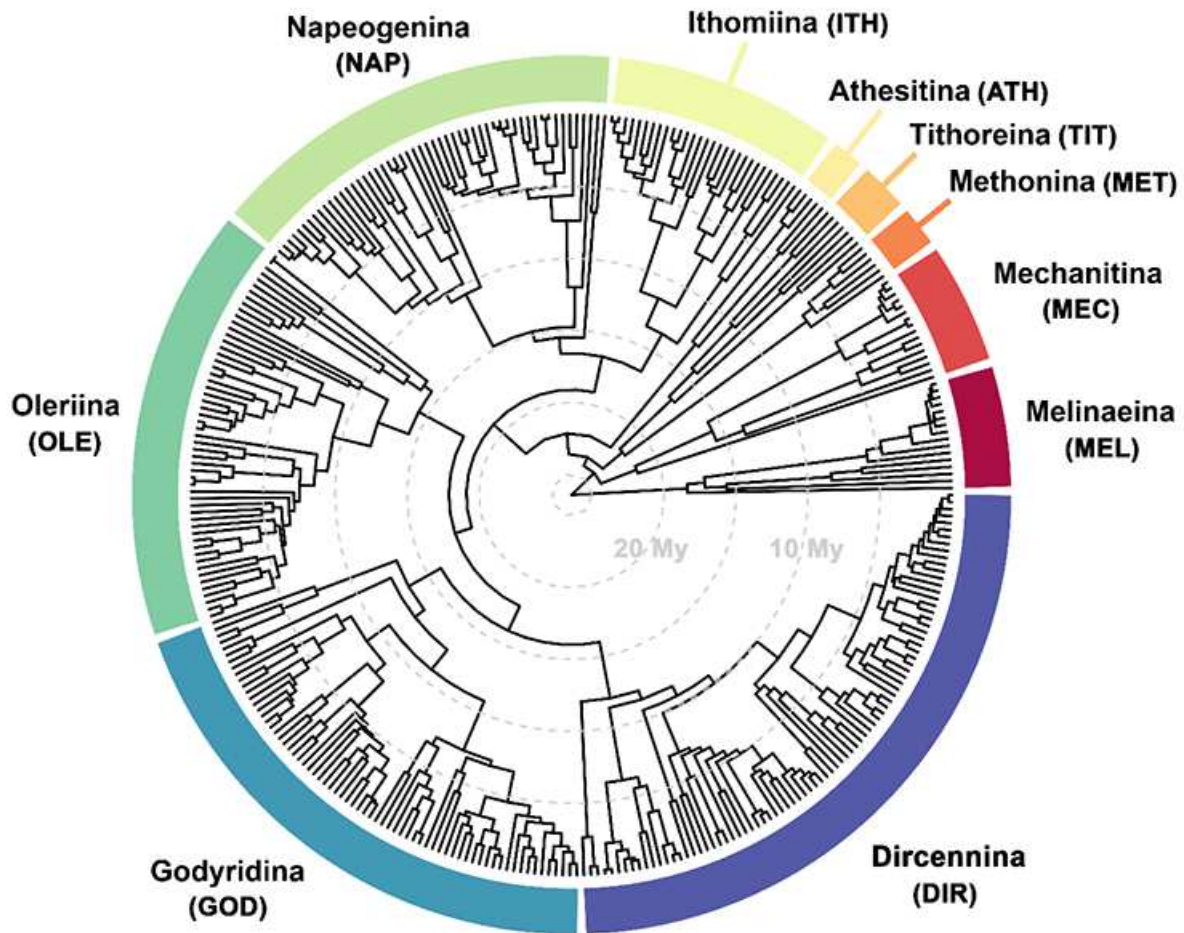 Napeogenina
(NAP)
Ithomiina (ITH)
Athesitina (ATH)
Tithoreina (TIT)
Methonina (MET)
Mechanitina
(MEC)
Melinaeina
(MEL)
Oleriina
(OLE)
20 My
10 My
Godyridina
(GOD)
Dircennina
(DIR)